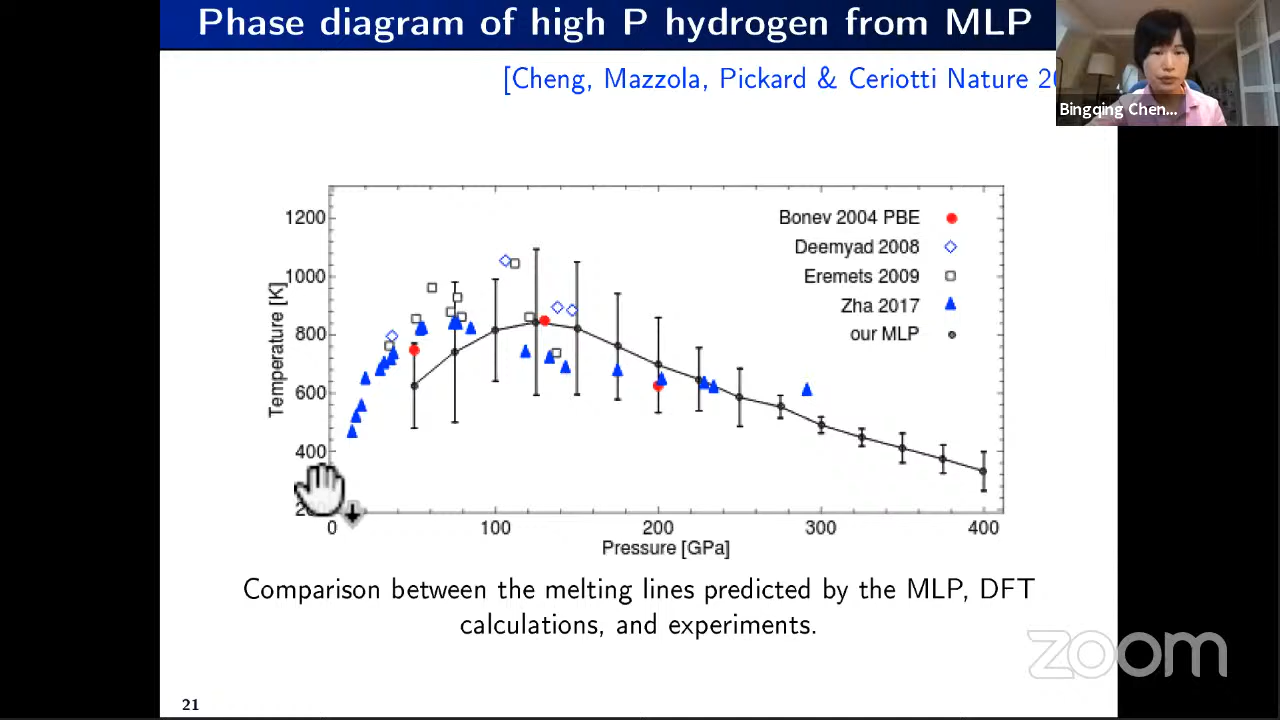 Phase diagram of high P hydrogen from MLP
[Cheng, Mazzola, Pickard & Ceriotti Nature 20
Bingqing Chen...
1200
1000
800
600
400
Temperature [K]
Bonev 2004 PBE
Deemyad 2008
Eremets 2009
Zha 2017
our MLP
0 100 200 300 400
Pressure [GPa]
Comparison between the melting lines predicted by the MLP, DFT
calculations, and experiments.
zoom
21